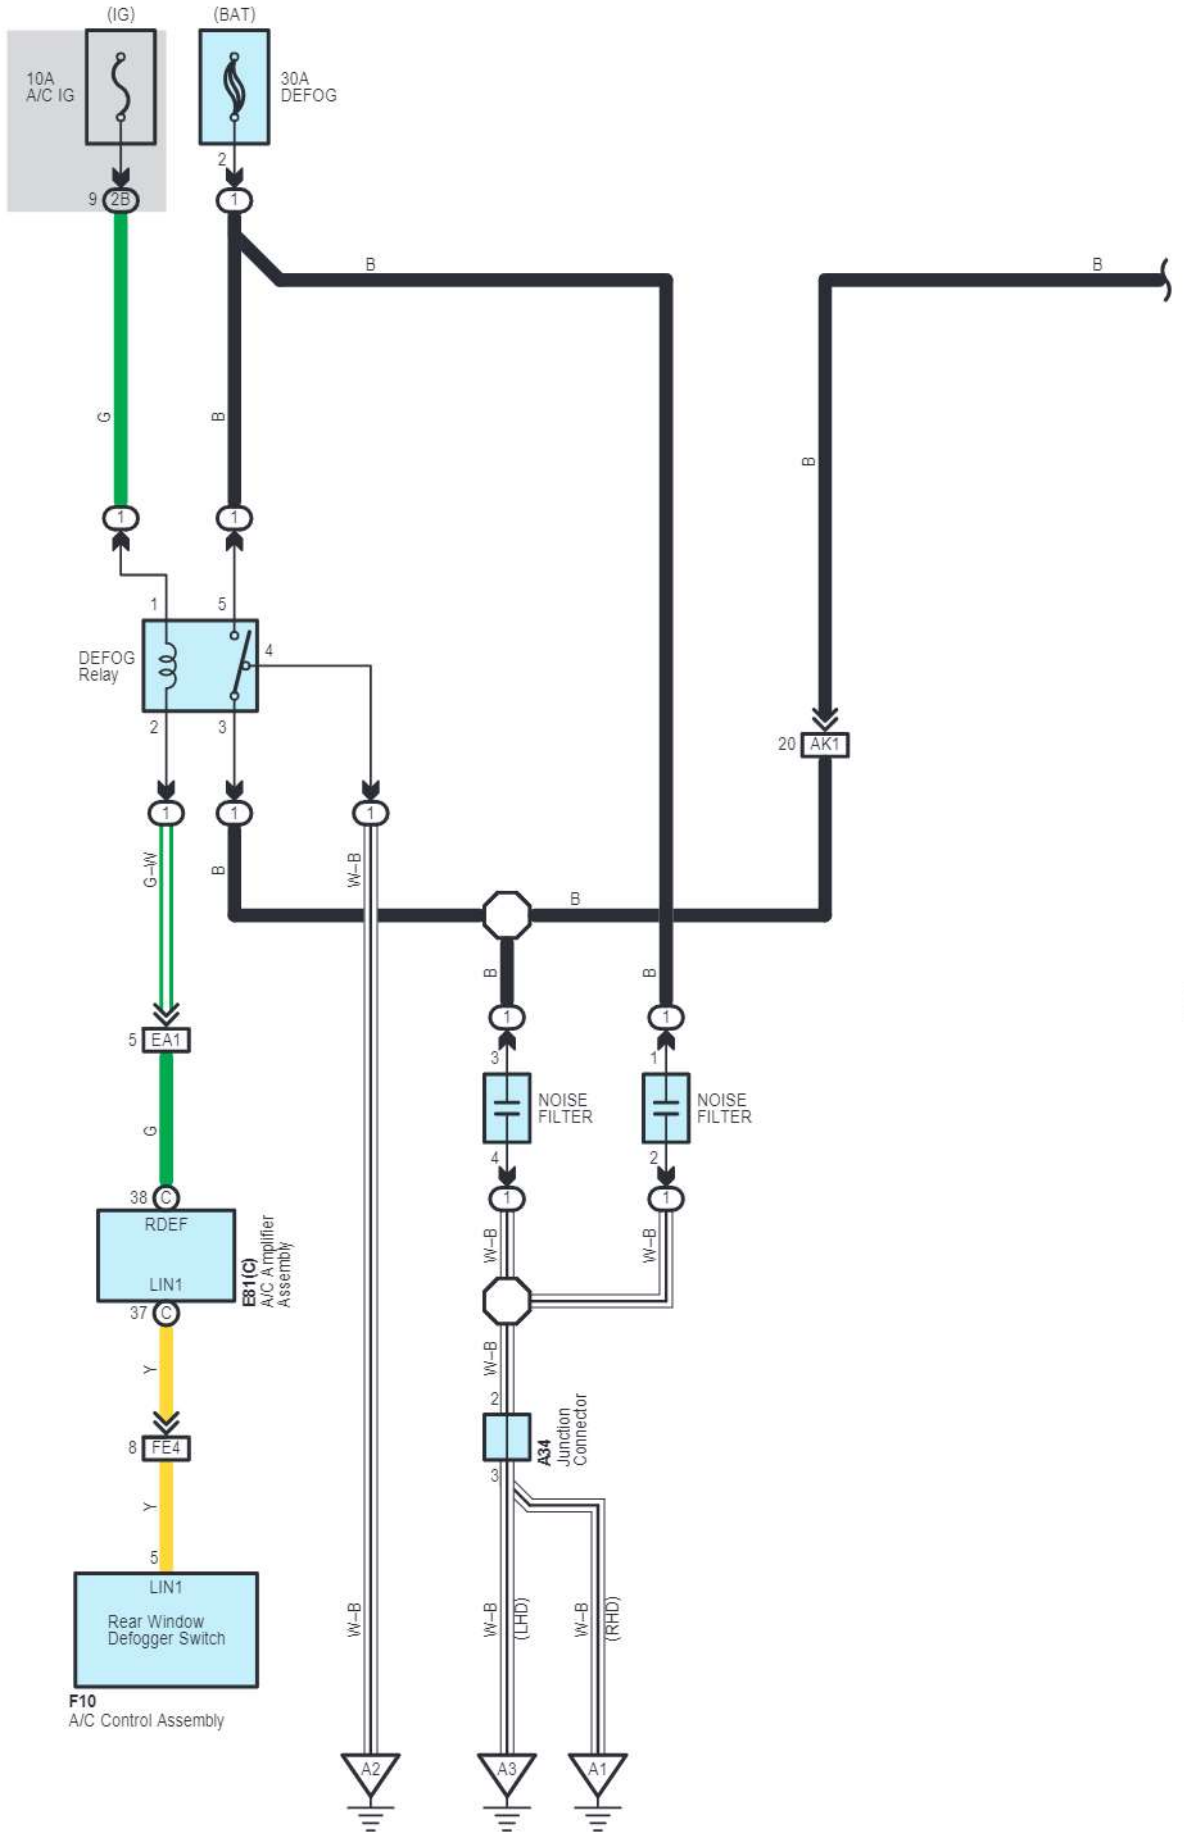 (IG)
(BAT)
10A
A/C IG
30A
DEFOG
2
9 2B
1
B
B
G
B
B
1
1
1
5
DEFOG
Relay
4
2
3
20 AK1
1
1
1
G–W
B
W–B
B
B
B
5 EA1
1
1
3
1
NOISE
FILTER
NOISE
FILTER
G
4
2
38 C
1
1
RDEF
LIN1
E81(C)
A/C Amplifier
Assembly
W–B
W–B
37 C
Y
W–B
2
8 FE4
A34
Junction
Connector
3
Y
5
LIN1
Rear Window
Defogger Switch
W–B
W–B
(LHD)
W–B
(RHD)
F10
A/C Control Assembly
A2
A3
A1